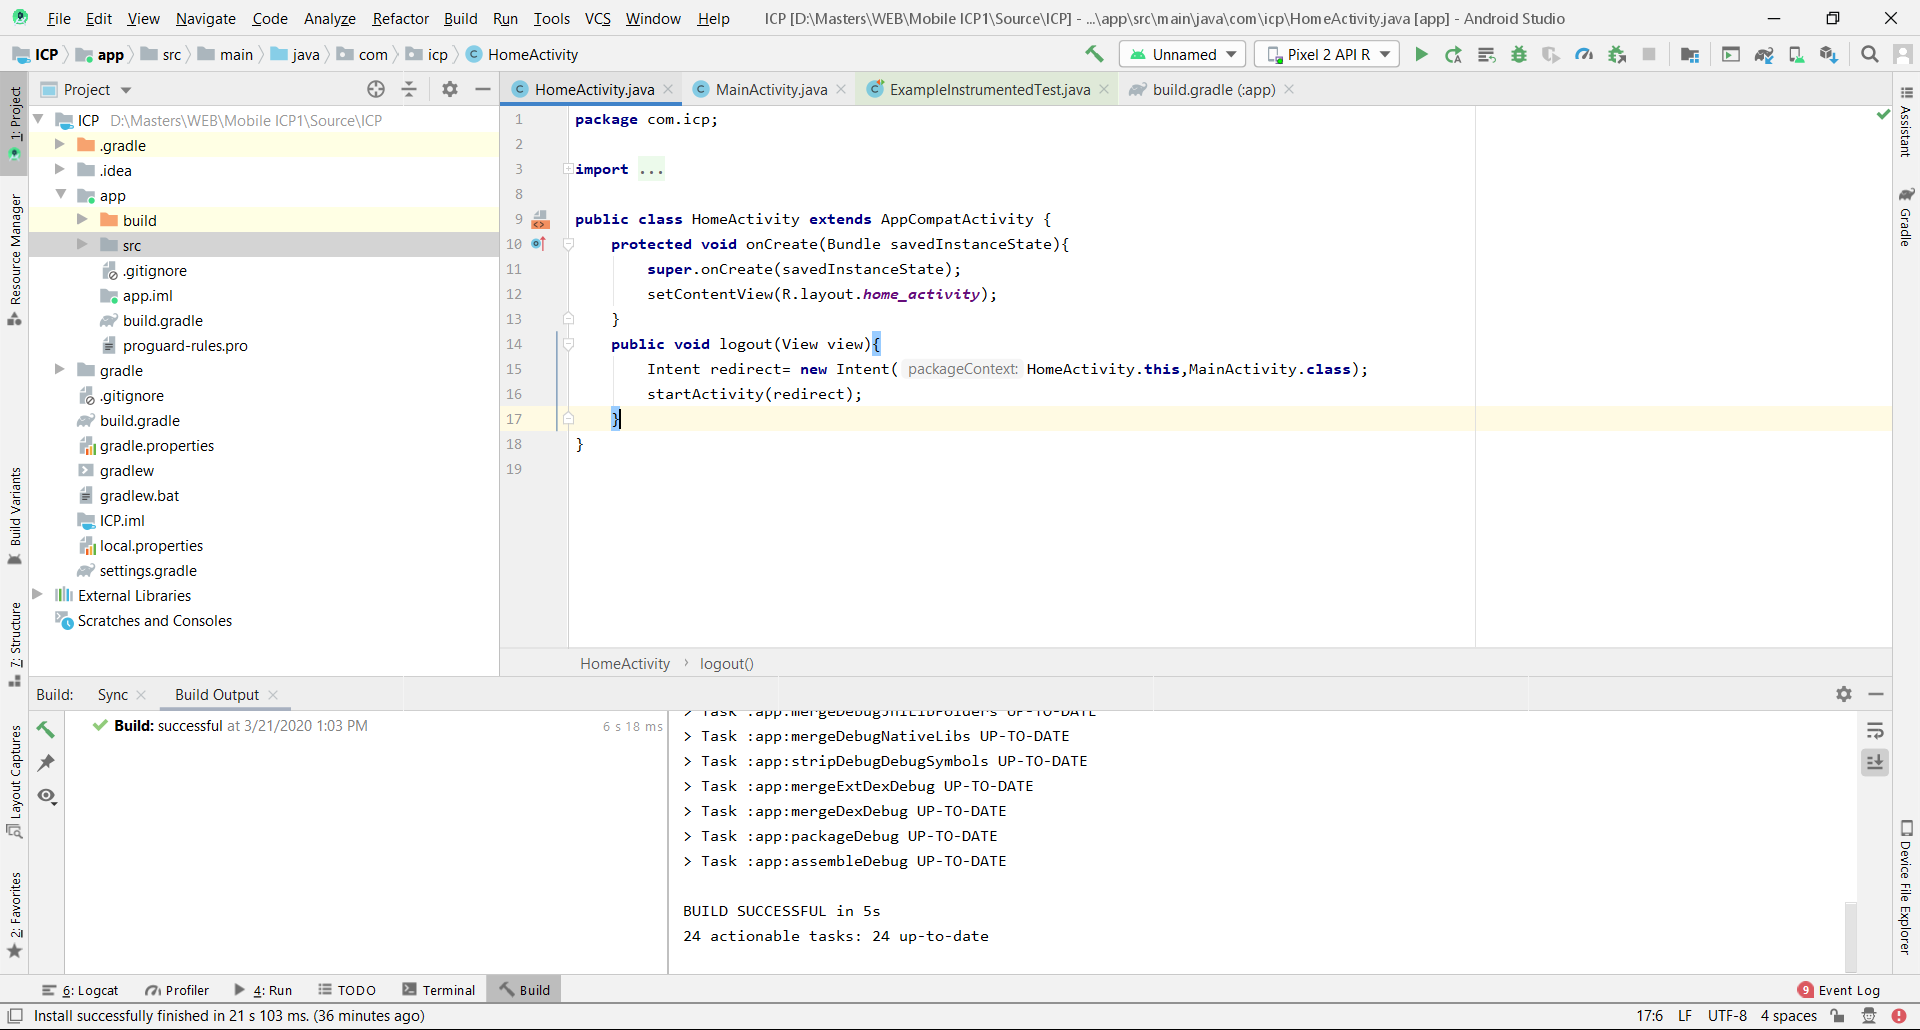 File Edit View Navigate Code Analyze Refactor Build Run Tools VCS Window Help ICP [D:\Masters\WEB\Mobile ICP1\Source\ICP] - ...\app\src\main\java\com\icp\HomeActivity.java [app] - Android Studio
ICP app src main java com icp HomeActivity Unnamed Pixel 2 API R
Project
HomeActivity.java MainActivity.java ExampleInstrumentedTest.java build.gradle (:app)
1: Project
Resource Manager
Build Variants
7: Structure
Layout Captures
2: Favorites
ICP D:\Masters\WEB\Mobile ICP1\Source\ICP
.gradle
.idea
app
build
src
.gitignore
app.iml
build.gradle
proguard-rules.pro
gradle
.gitignore
build.gradle
gradle.properties
gradlew
gradlew.bat
ICP.iml
local.properties
settings.gradle
External Libraries
Scratches and Consoles
1 package com.icp;
2
3 import ...
8
9 public class HomeActivity extends AppCompatActivity {
10 protected void onCreate(Bundle savedInstanceState){
11 super.onCreate(savedInstanceState);
12 setContentView(R.layout.home_activity);
13 }
14 public void logout(View view){
15 Intent redirect= new Intent( packageContext: HomeActivity.this,MainActivity.class);
16 startActivity(redirect);
17 }
18 }
19
HomeActivity › logout()
Assistant
Gradle
Device File Explorer
Build: Sync Build Output
Build: successful at 3/21/2020 1:03 PM 6 s 18 ms
> Task :app:mergeDebugJniLibFolders UP-TO-DATE
> Task :app:mergeDebugNativeLibs UP-TO-DATE
> Task :app:stripDebugDebugSymbols UP-TO-DATE
> Task :app:mergeExtDexDebug UP-TO-DATE
> Task :app:mergeDexDebug UP-TO-DATE
> Task :app:packageDebug UP-TO-DATE
> Task :app:assembleDebug UP-TO-DATE
BUILD SUCCESSFUL in 5s
24 actionable tasks: 24 up-to-date
6: Logcat Profiler 4: Run TODO Terminal Build 9 Event Log
Install successfully finished in 21 s 103 ms. (36 minutes ago) 17:6 LF UTF-8 4 spaces